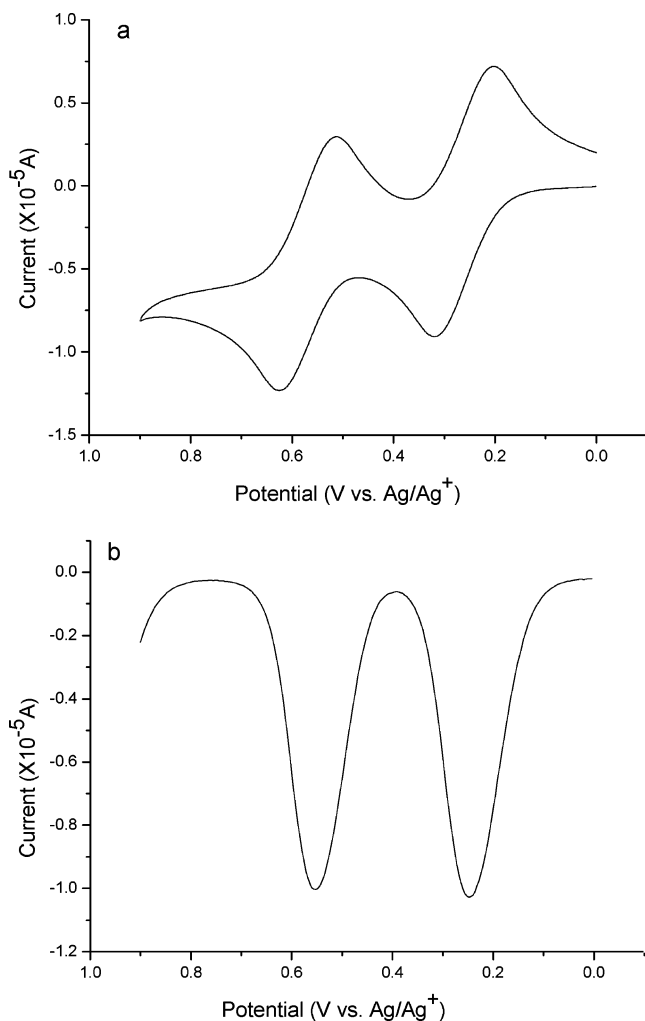 a
1.0
0.5
0.0
-0.5
-1.0
-1.5
Current (X10-5A)
1.0 0.8 0.6 0.4 0.2 0.0
Potential (V vs. Ag/Ag+)
b
0.0
-0.2
-0.4
-0.6
-0.8
-1.0
-1.2
Current (X10-5A)
1.0 0.8 0.6 0.4 0.2 0.0
Potential (V vs. Ag/Ag+)